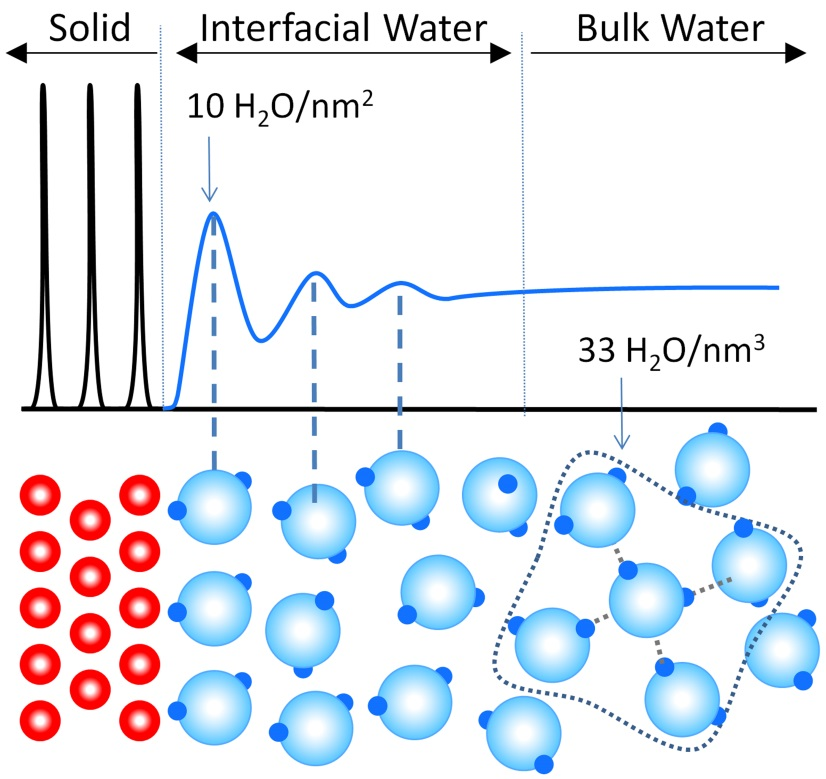 Solid Interfacial Water Bulk Water
10 H₂O/nm²
33 H₂O/nm³